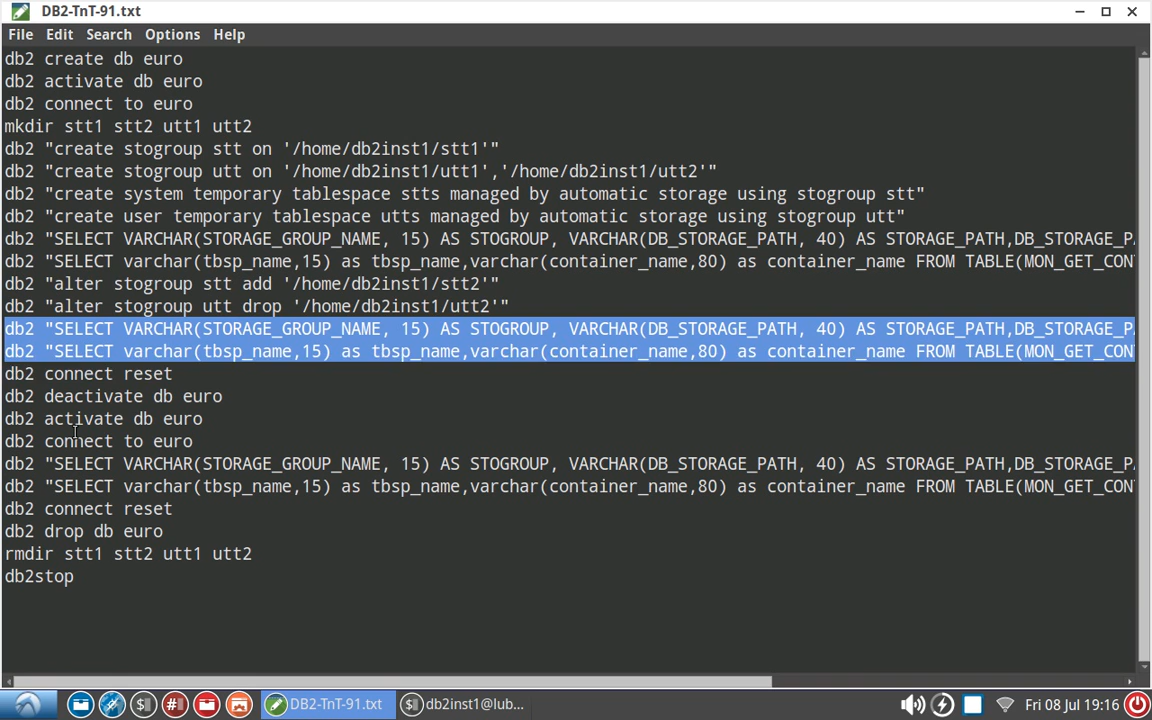 DB2-TnT-91.txt
File Edit Search Options Help
db2 create db euro
db2 activate db euro
db2 connect to euro
mkdir stt1 stt2 utt1 utt2
db2 "create stogroup stt on '/home/db2inst1/stt1'"
db2 "create stogroup utt on '/home/db2inst1/utt1','/home/db2inst1/utt2'"
db2 "create system temporary tablespace stts managed by automatic storage using stogroup stt"
db2 "create user temporary tablespace utts managed by automatic storage using stogroup utt"
db2 "SELECT VARCHAR(STORAGE_GROUP_NAME, 15) AS STOGROUP, VARCHAR(DB_STORAGE_PATH, 40) AS STORAGE_PATH,DB_STORAGE_PA
db2 "SELECT varchar(tbsp_name,15) as tbsp_name,varchar(container_name,80) as container_name FROM TABLE(MON_GET_CONT
db2 "alter stogroup stt add '/home/db2inst1/stt2'"
db2 "alter stogroup utt drop '/home/db2inst1/utt2'"
db2 "SELECT VARCHAR(STORAGE_GROUP_NAME, 15) AS STOGROUP, VARCHAR(DB_STORAGE_PATH, 40) AS STORAGE_PATH,DB_STORAGE_PA
db2 "SELECT varchar(tbsp_name,15) as tbsp_name,varchar(container_name,80) as container_name FROM TABLE(MON_GET_CONT
db2 connect reset
db2 deactivate db euro
db2 activate db euro
db2 connect to euro
db2 "SELECT VARCHAR(STORAGE_GROUP_NAME, 15) AS STOGROUP, VARCHAR(DB_STORAGE_PATH, 40) AS STORAGE_PATH,DB_STORAGE_PA
db2 "SELECT varchar(tbsp_name,15) as tbsp_name,varchar(container_name,80) as container_name FROM TABLE(MON_GET_CONT
db2 connect reset
db2 drop db euro
rmdir stt1 stt2 utt1 utt2
db2stop
DB2-TnT-91.txt db2inst1@lub... Fri 08 Jul 19:16